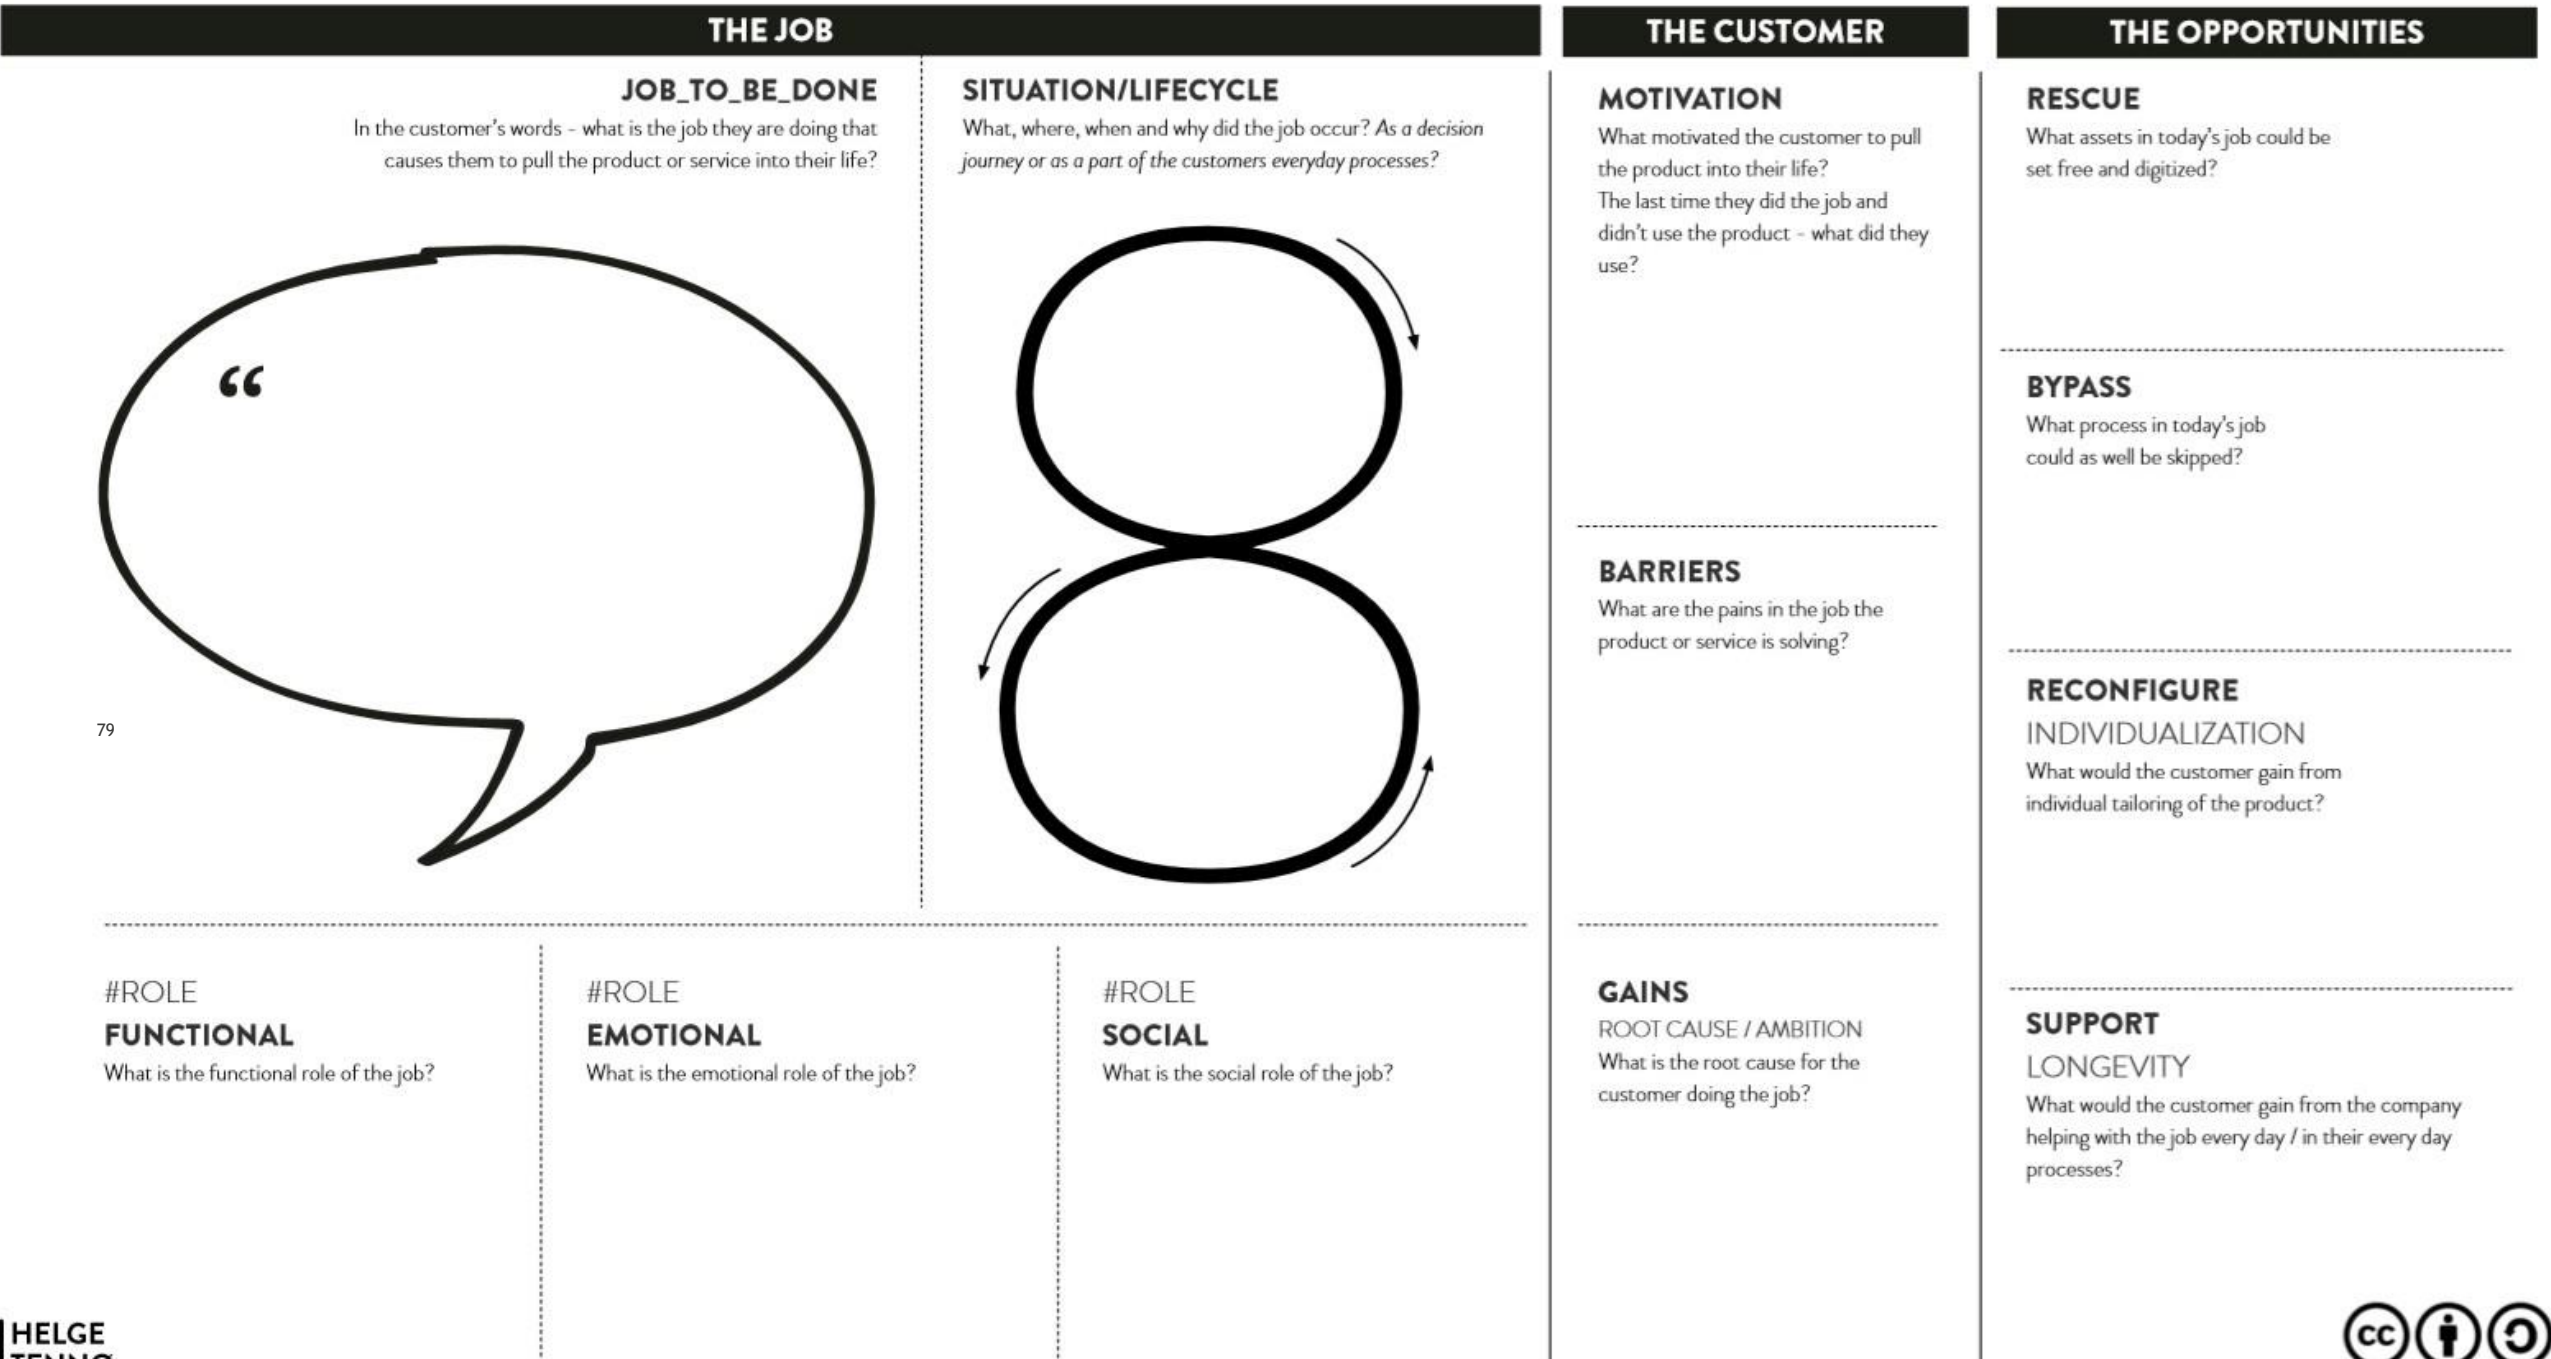 THE JOB
JOB_TO_BE_DONE
In the customer's words - what is the job they are doing that
causes them to pull the product or service into their life?
“
79
SITUATION/LIFECYCLE
What, where, when and why did the job occur? As a decision
journey or as a part of the customers everyday processes?
#ROLE
FUNCTIONAL
What is the functional role of the job?
#ROLE
EMOTIONAL
What is the emotional role of the job?
#ROLE
SOCIAL
What is the social role of the job?
THE CUSTOMER
MOTIVATION
What motivated the customer to pull
the product into their life?
The last time they did the job and
didn't use the product - what did they
use?
BARRIERS
What are the pains in the job the
product or service is solving?
GAINS
ROOT CAUSE / AMBITION
What is the root cause for the
customer doing the job?
THE OPPORTUNITIES
RESCUE
What assets in today's job could be
set free and digitized?
BYPASS
What process in today's job
could as well be skipped?
RECONFIGURE
INDIVIDUALIZATION
What would the customer gain from
individual tailoring of the product?
SUPPORT
LONGEVITY
What would the customer gain from the company
helping with the job every day / in their every day
processes?
HELGE
TENNØ
cc